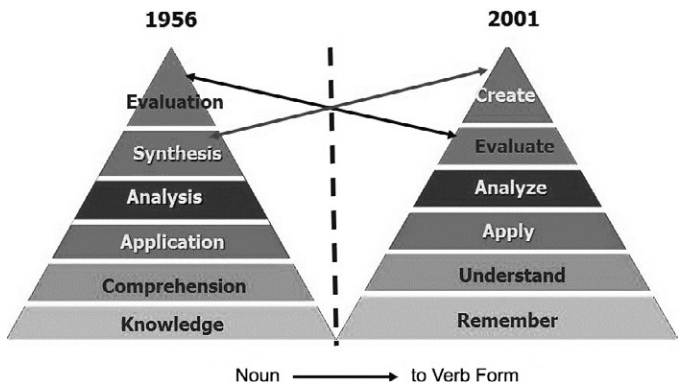 1956
2001
Evaluation
Synthesis
Analysis
Application
Comprehension
Knowledge
Create
Evaluate
Analyze
Apply
Understand
Remember
Noun to Verb Form